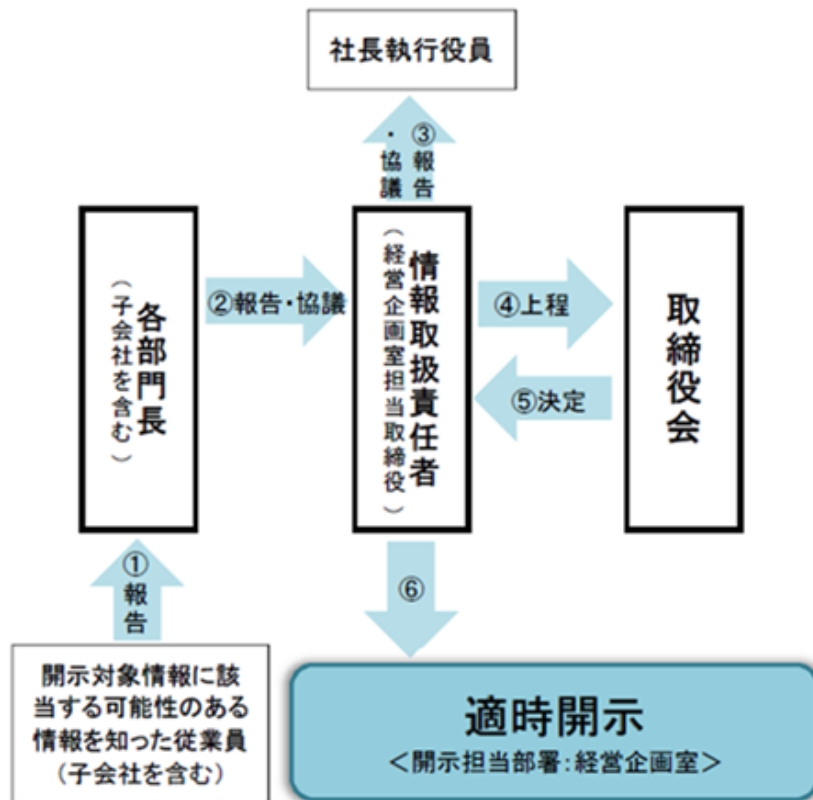 社長執行役員
③報告
・協議
各部門長
（子会社を含む）
②報告・協議
情報取扱責任者
（経営企画室担当取締役）
④上程
⑤決定
取締役会
①報告
⑥
開示対象情報に該
当する可能性のある
情報を知った従業員
（子会社を含む）
適時開示
＜開示担当部署：経営企画室＞